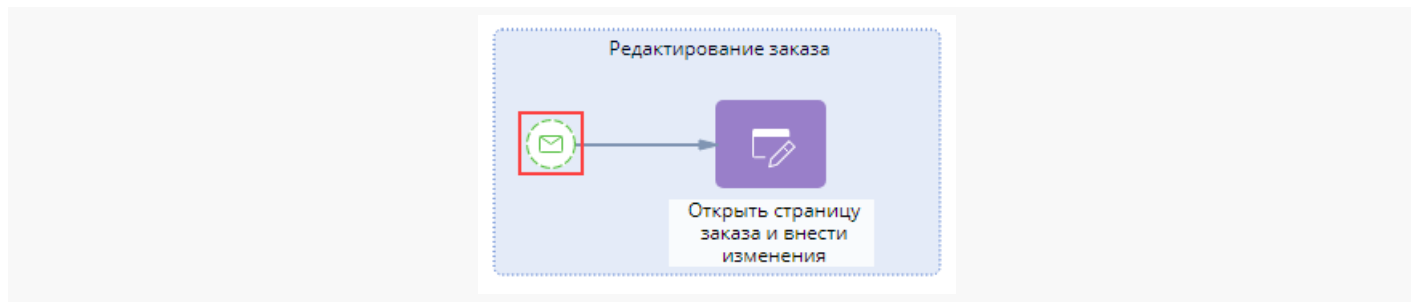 Редактирование заказа
Открыть страницу
заказа и внести
изменения